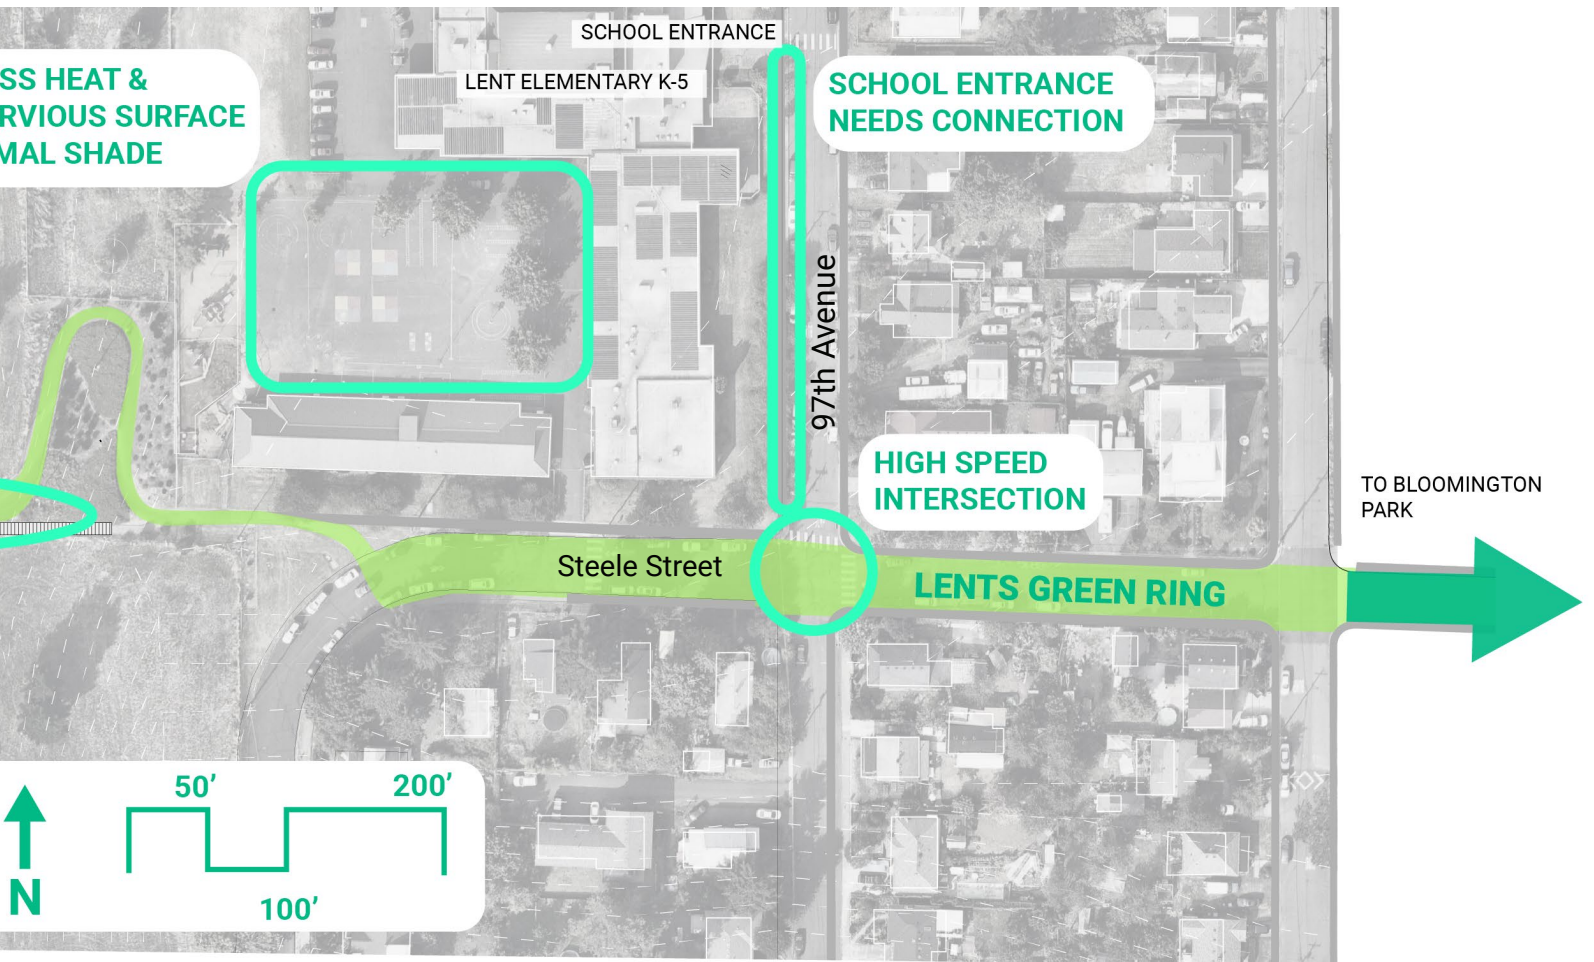 SCHOOL ENTRANCE
LENT ELEMENTARY K-5
SS HEAT &
RVIOUS SURFACE
MAL SHADE
SCHOOL ENTRANCE
NEEDS CONNECTION
97th Avenue
HIGH SPEED
INTERSECTION
TO BLOOMINGTON
PARK
Steele Street
LENTS GREEN RING
50’
200’
100’
N